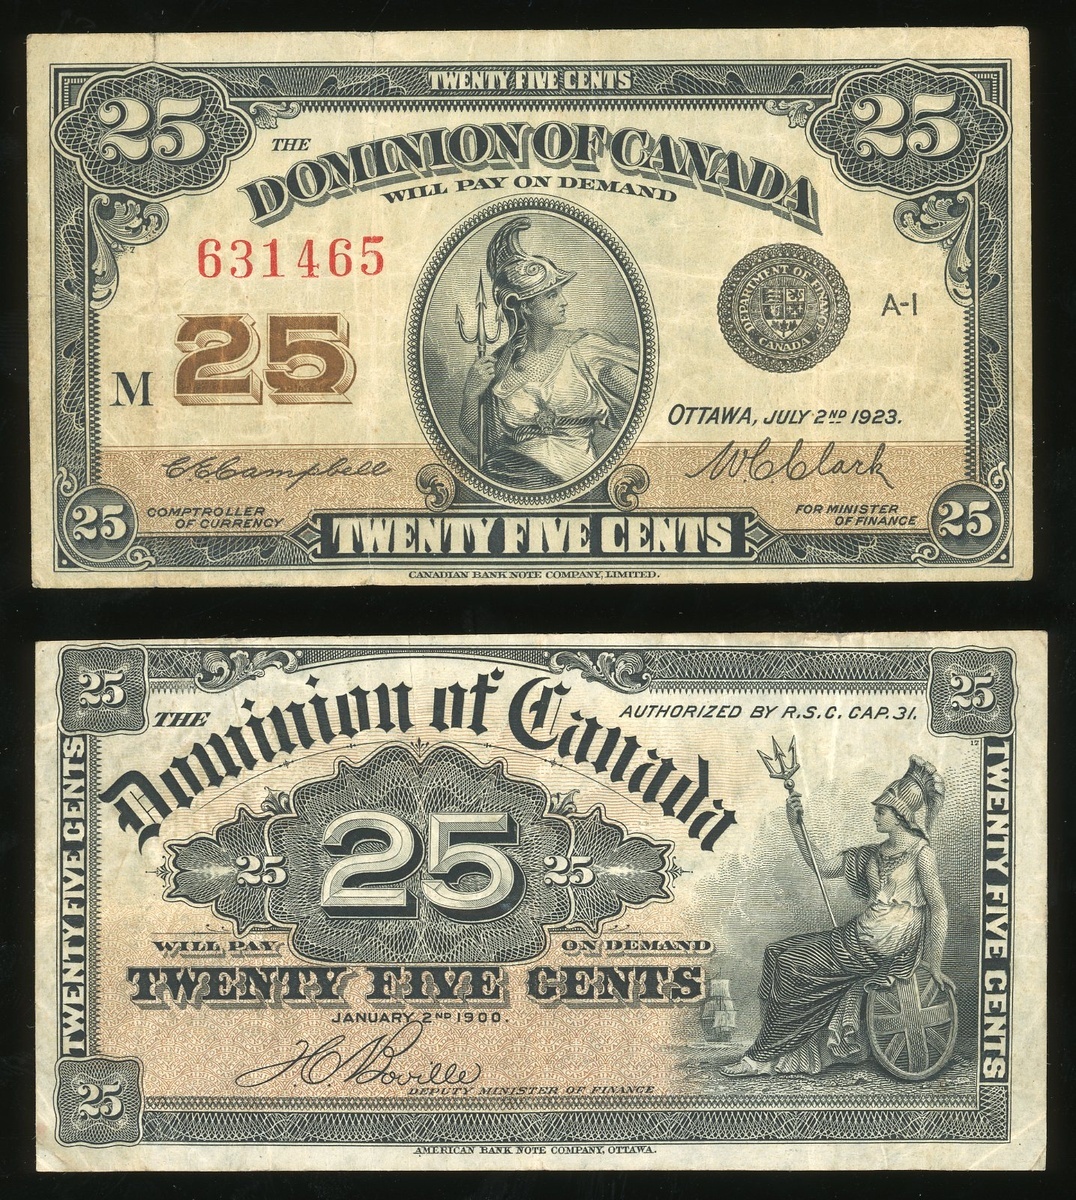 TWENTY FIVE CENTS
25 25
THE
DOMINION OF CANADA
WILL PAY ON DEMAND
631465
DEPARTMENT OF FINANCE
CANADA
A-1
M 25
OTTAWA, JULY 2ND 1923.
C.E. Campbell W.C. Clark
COMPTROLLER OF CURRENCY
FOR MINISTER OF FINANCE
25 25
TWENTY FIVE CENTS
CANADIAN BANK NOTE COMPANY, LIMITED.
25 25
THE
Dominion of Canada
AUTHORIZED BY R.S.C. CAP. 31.
17
TWENTY FIVE CENTS
TWENTY FIVE CENTS
25 25 25
WILL PAY ON DEMAND
TWENTY FIVE CENTS
JANUARY 2ND 1900.
J.C. Boville
DEPUTY MINISTER OF FINANCE
25
AMERICAN BANK NOTE COMPANY, OTTAWA.